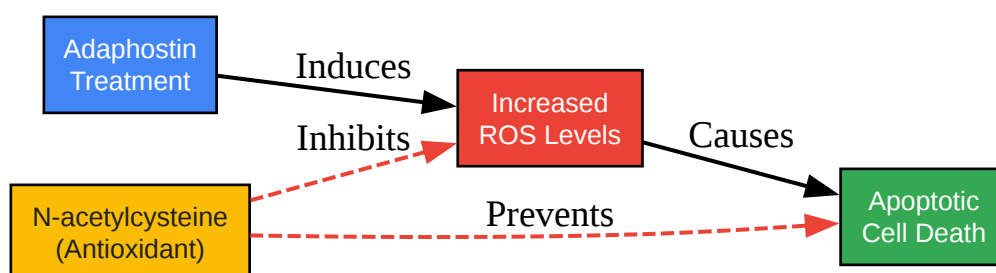 Adaphostin
Treatment
Induces
Increased
ROS Levels
Inhibits
Causes
N-acetylcysteine
(Antioxidant)
Prevents
Apoptotic
Cell Death